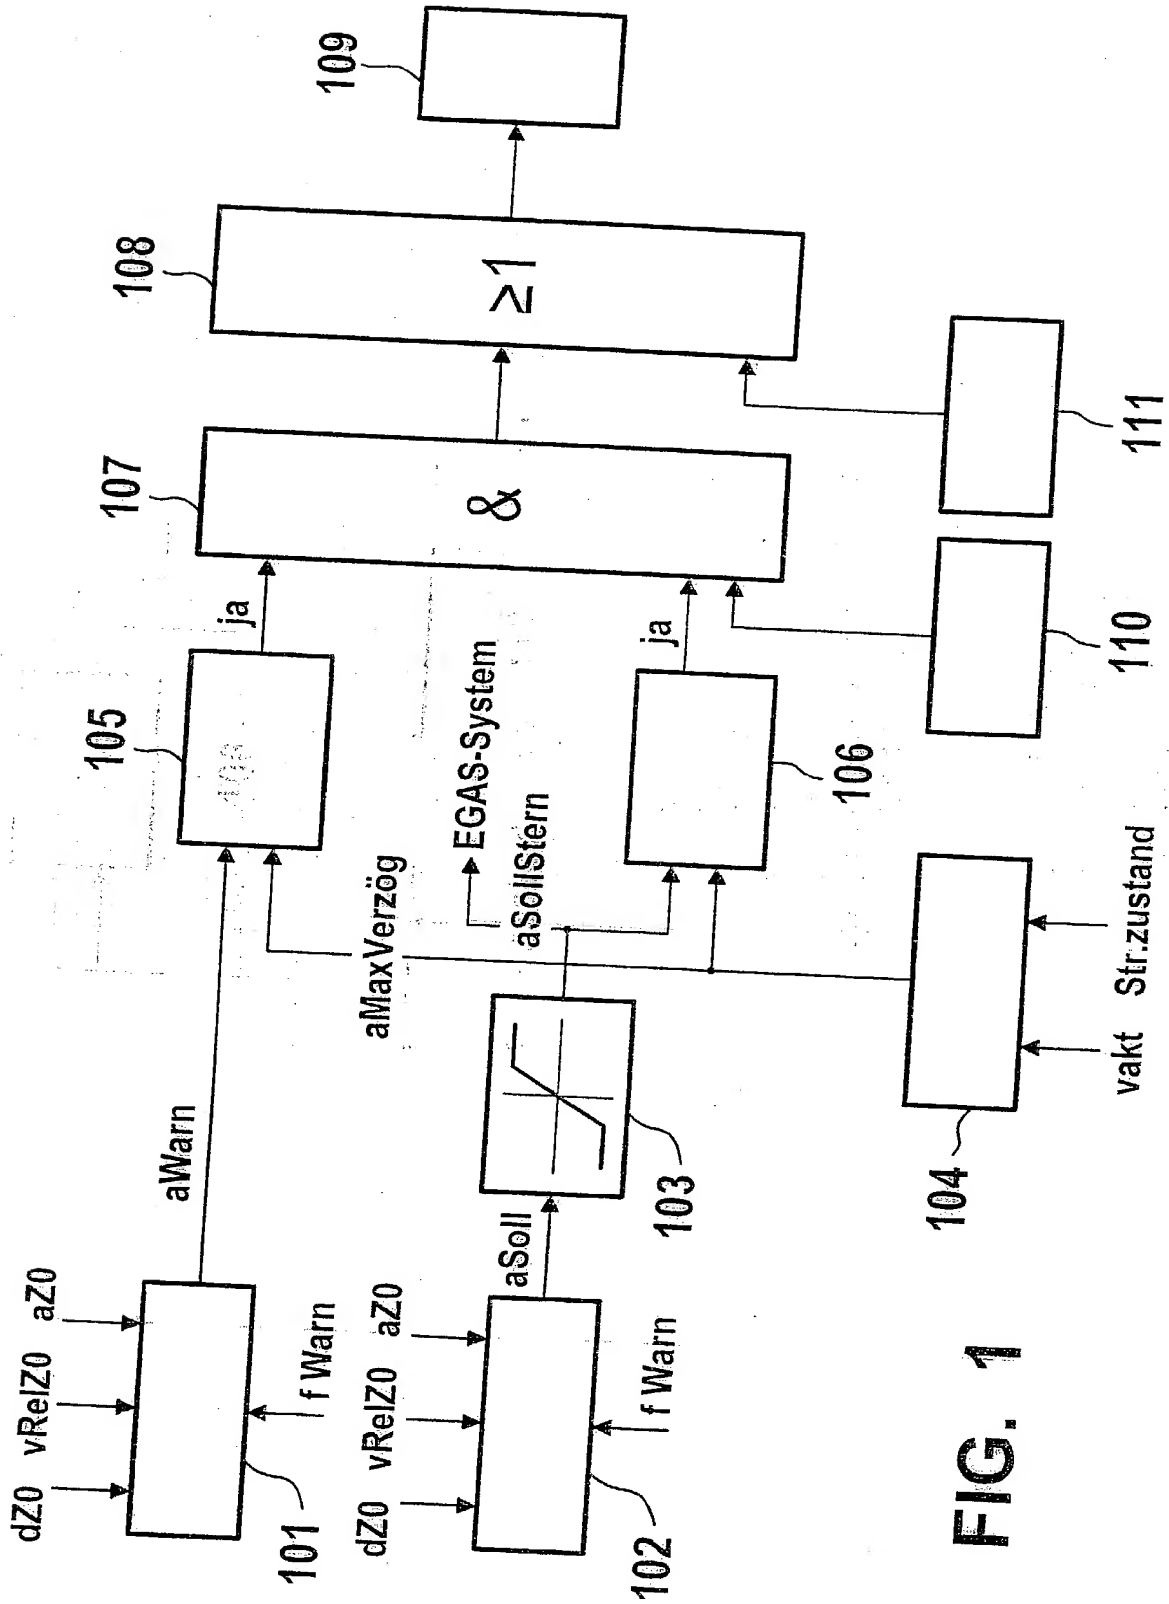 dZ0 vRelZ0 aZ0
f Warn
101
aWarn
105
ja
107
&
108
≥1
109
dZ0 vRelZ0 aZ0
f Warn
102
aSoll
103
aMaxVerzög
aSollStern
EGAS-System
106
ja
104
vakt Str.zustand
110
111
FIG. 1